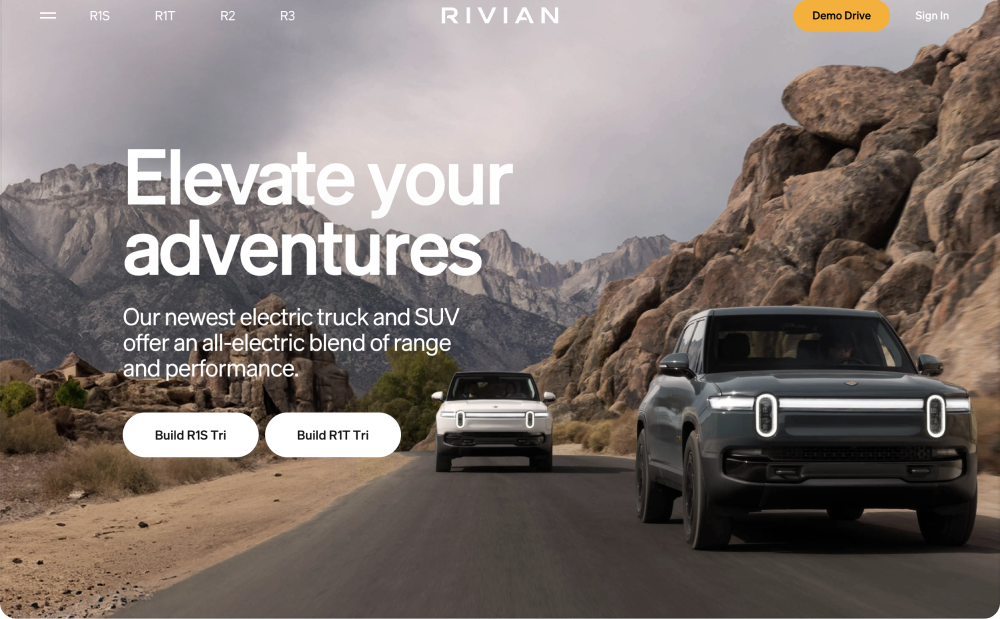 R1S R1T R2 R3 RIVIAN Demo Drive Sign In
Elevate your
adventures
Our newest electric truck and SUV
offer an all-electric blend of range
and performance.
Build R1S Tri Build R1T Tri